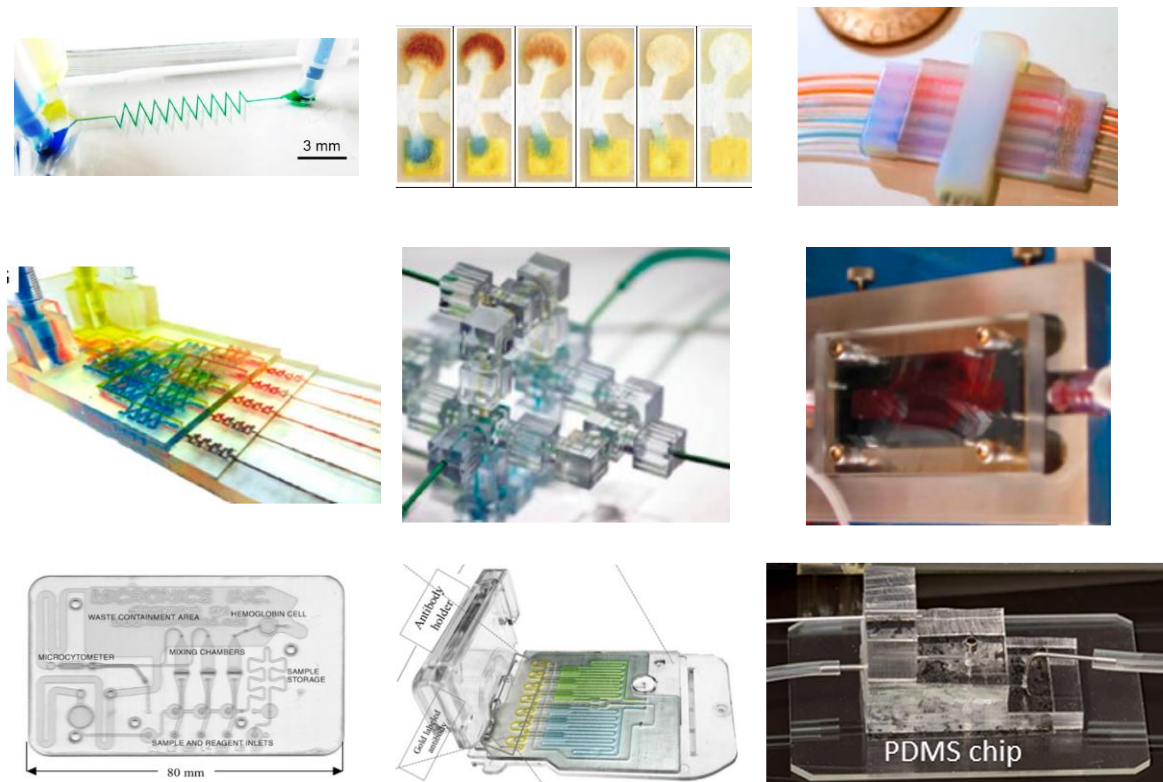 3 mm
MICRONICS INC.
WASTE CONTAINMENT AREA
HEMOGLOBIN CELL
MICROCYTOMETER
MIXING CHAMBERS
SAMPLE
STORAGE
SAMPLE AND REAGENT INLETS
80 mm
Antibody
holder
Gold labeled
antibody
PDMS chip